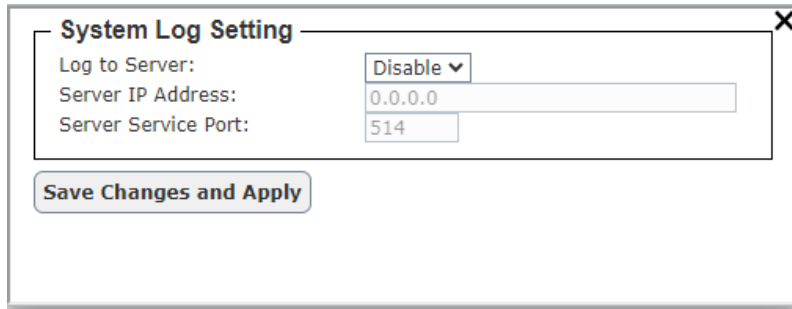 System Log Setting
Log to Server: Disable
Server IP Address: 0.0.0.0
Server Service Port: 514
Save Changes and Apply